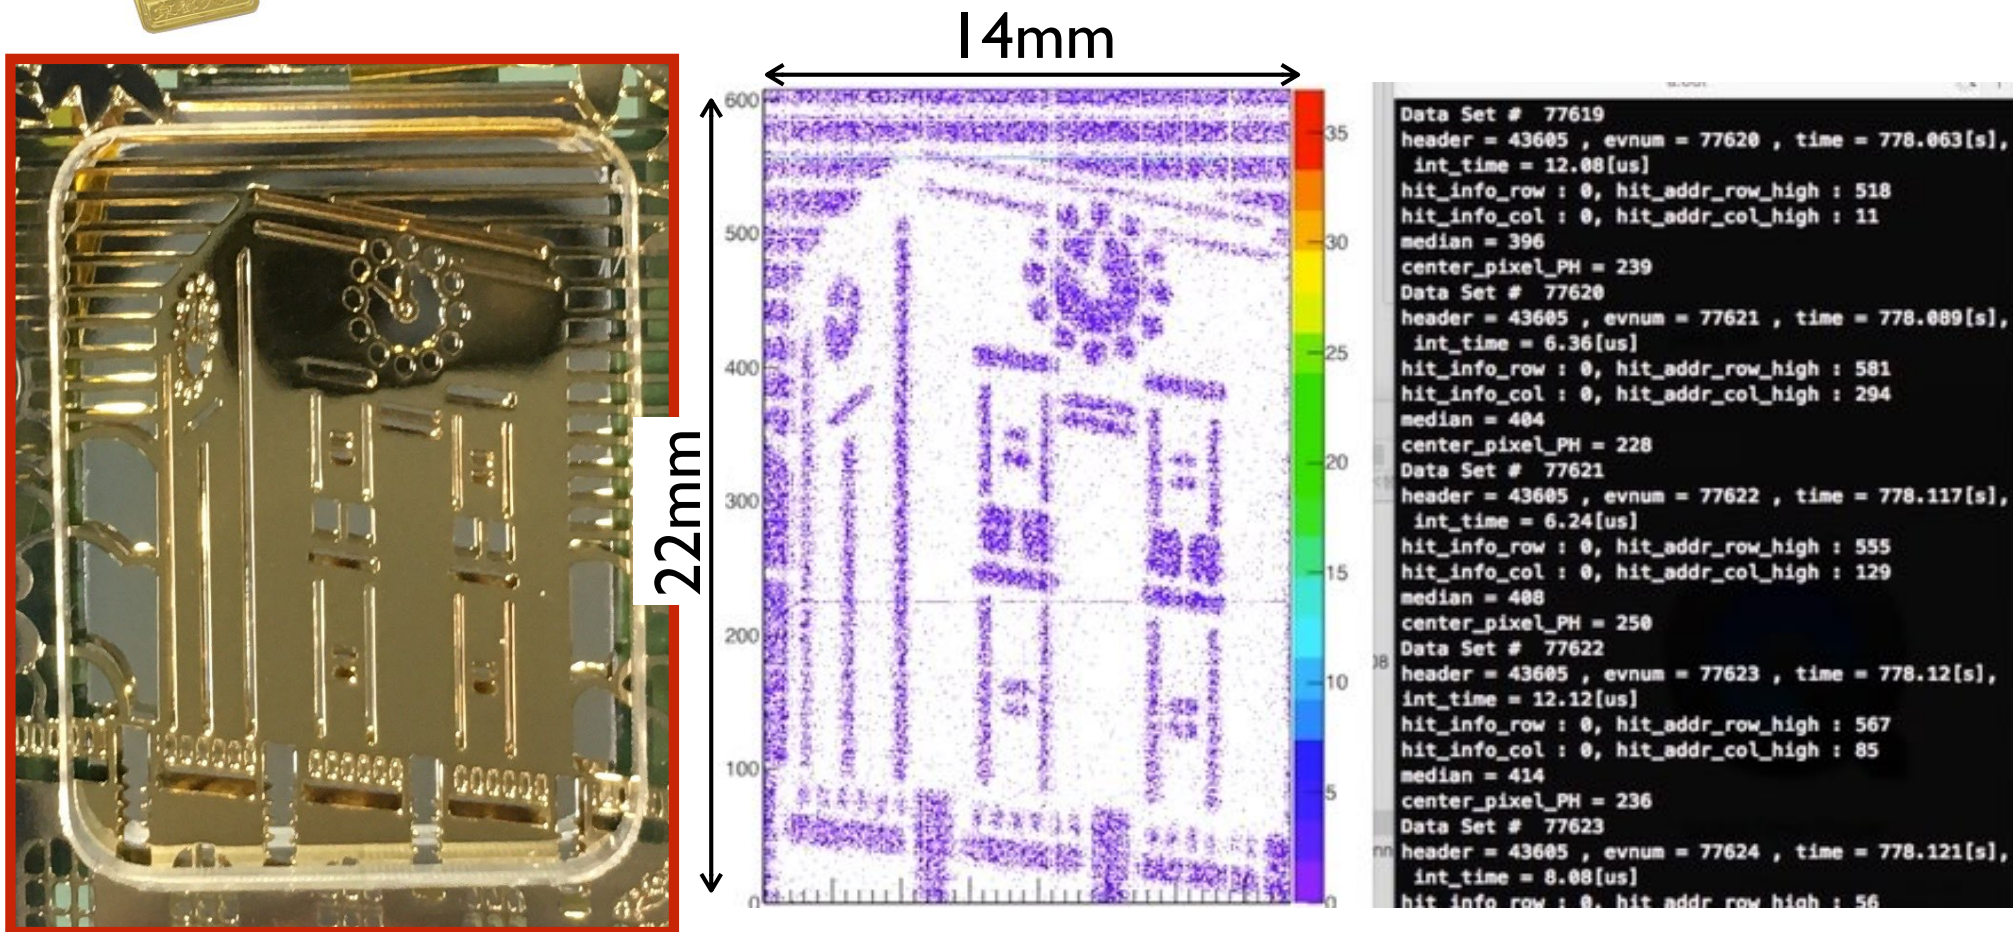 14mm
22mm
600
500
400
300
200
100
0
35
30
25
20
15
10
5
0
Data Set #  77619
header = 43605 , evnum = 77620 , time = 778.063[s],
int_time = 12.08[us]
hit_info_row : 0, hit_addr_row_high : 518
hit_info_col : 0, hit_addr_col_high : 11
median = 396
center_pixel_PH = 239
Data Set #  77620
header = 43605 , evnum = 77621 , time = 778.089[s],
int_time = 6.36[us]
hit_info_row : 0, hit_addr_row_high : 581
hit_info_col : 0, hit_addr_col_high : 294
median = 404
center_pixel_PH = 228
Data Set #  77621
header = 43605 , evnum = 77622 , time = 778.117[s],
int_time = 6.24[us]
hit_info_row : 0, hit_addr_row_high : 555
hit_info_col : 0, hit_addr_col_high : 129
median = 408
center_pixel_PH = 250
Data Set #  77622
header = 43605 , evnum = 77623 , time = 778.12[s],
int_time = 12.12[us]
hit_info_row : 0, hit_addr_row_high : 567
hit_info_col : 0, hit_addr_col_high : 85
median = 414
center_pixel_PH = 236
Data Set #  77623
header = 43605 , evnum = 77624 , time = 778.121[s],
int_time = 8.08[us]
hit_info_row : 0, hit_addr_row_high : 56